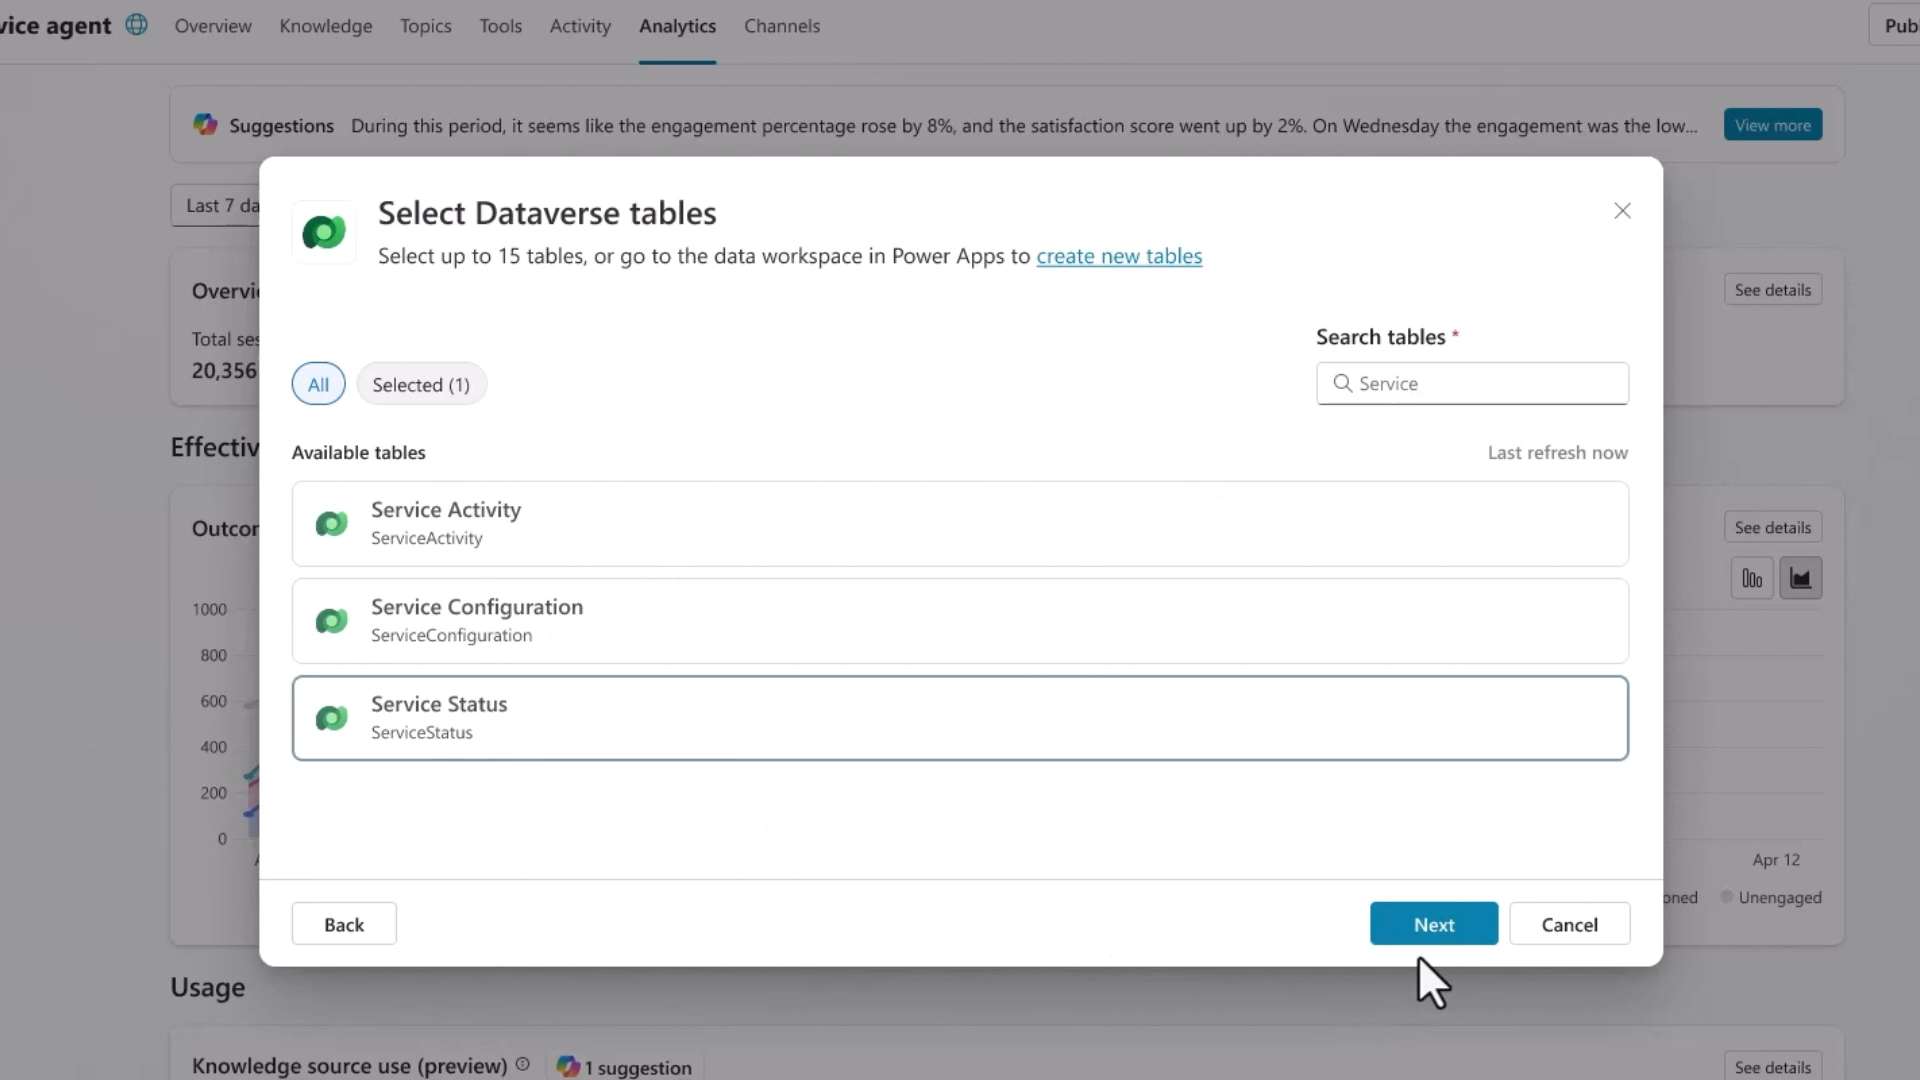 vice agent Overview Knowledge Topics Tools Activity Analytics Channels Publ
Suggestions During this period, it seems like the engagement percentage rose by 8%, and the satisfaction score went up by 2%. On Wednesday the engagement was the low... View more
Last 7 da
Select Dataverse tables
Select up to 15 tables, or go to the data workspace in Power Apps to create new tables
Overvie
See details
Total ses
20,356
Search tables *
All Selected (1) Service
Effectiv
Available tables Last refresh now
Service Activity
ServiceActivity
Outcor
See details
Service Configuration
ServiceConfiguration
Service Status
ServiceStatus
1000
800
600
400
200
0
Apr 12
oned Unengaged
Back Next Cancel
Usage
Knowledge source use (preview) 1 suggestion See details